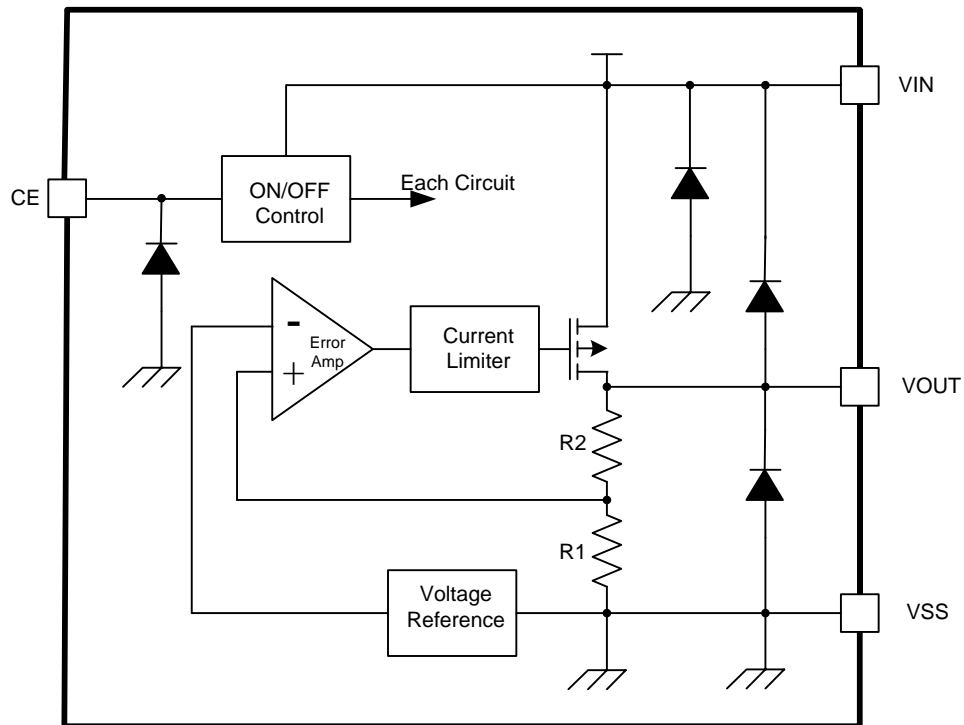 VIN
CE
ON/OFF
Control
Each Circuit
-
+
Error
Amp
Current
Limiter
VOUT
R2
R1
Voltage
Reference
VSS